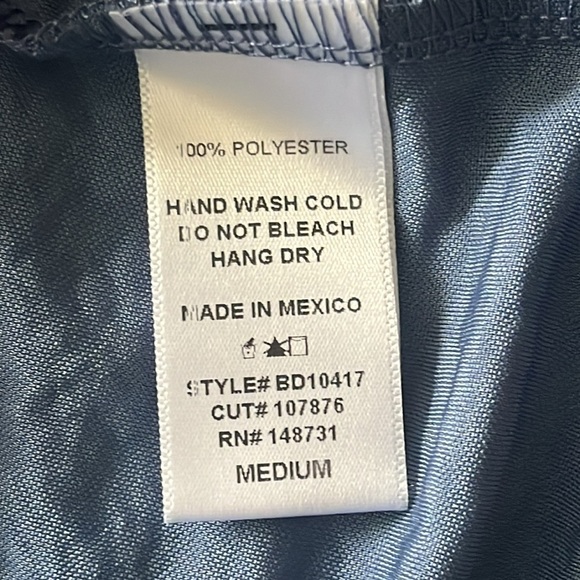 100% POLYESTER
HAND WASH COLD
DO NOT BLEACH
HANG DRY
MADE IN MEXICO
STYLE# BD10417
CUT# 107876
RN# 148731
MEDIUM